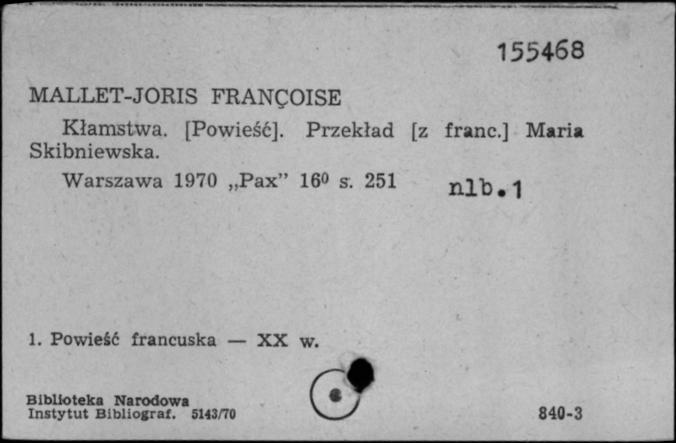 155468
MALLET-JORIS FRANÇOISE
Kłamstwa. [Powieść]. Przekład [z franc.] Maria
Skibniewska.
Warszawa 1970 „Pax” 16⁰ s. 251 nlb.1
1. Powieść francuska — XX w.
Biblioteka Narodowa
Instytut Bibliograf. 5143/70 840-3